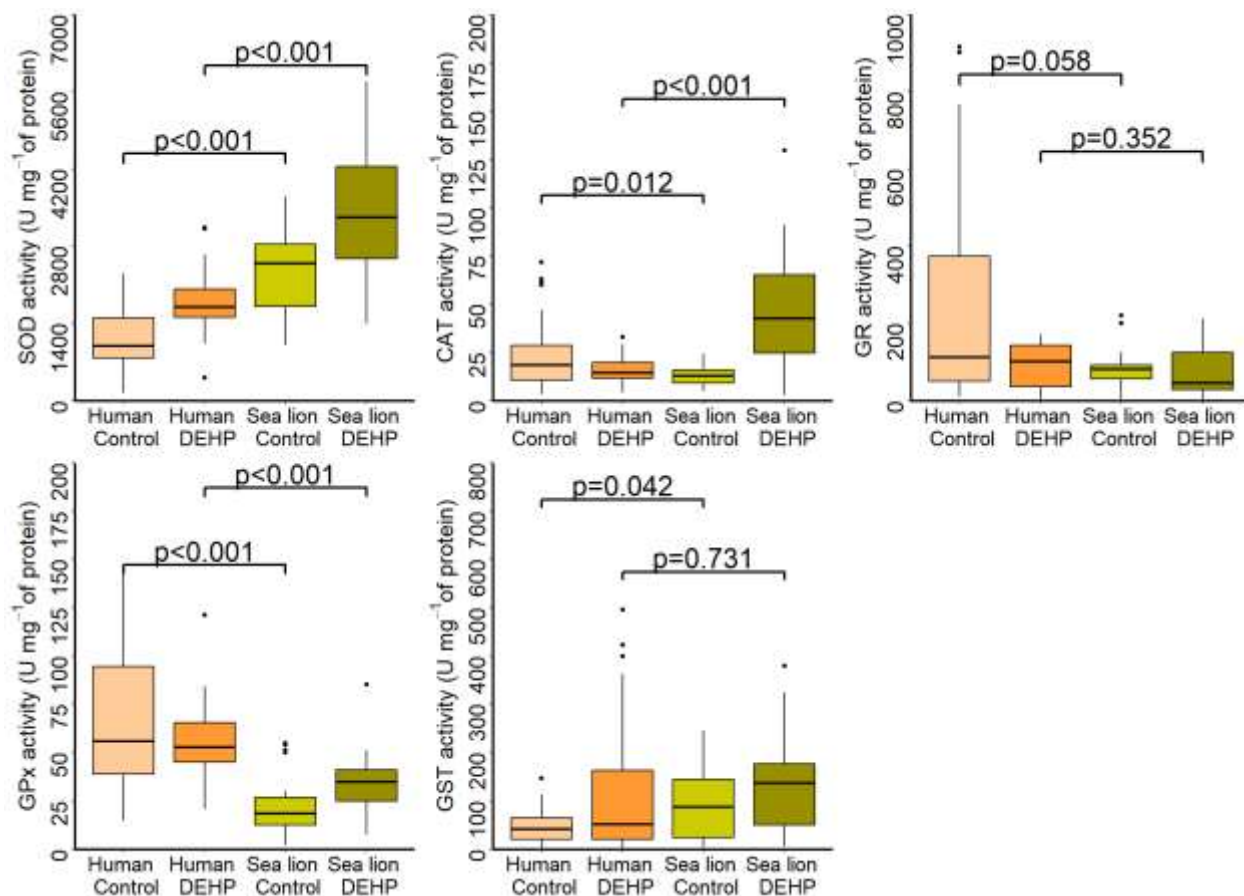 SOD activity (U mg⁻¹of protein)
7000
5600
4200
2800
1400
0
p<0.001
p<0.001
Human Control
Human DEHP
Sea lion Control
Sea lion DEHP
CAT activity (U mg⁻¹of protein)
200
175
150
125
100
75
50
25
0
p<0.001
p=0.012
Human Control
Human DEHP
Sea lion Control
Sea lion DEHP
GR activity (U mg⁻¹of protein)
1000
800
600
400
200
0
p=0.058
p=0.352
Human Control
Human DEHP
Sea lion Control
Sea lion DEHP
GPx activity (U mg⁻¹of protein)
200
175
150
125
100
75
50
25
0
p<0.001
p<0.001
Human Control
Human DEHP
Sea lion Control
Sea lion DEHP
GST activity (U mg⁻¹of protein)
800
700
600
500
400
300
200
100
0
p=0.042
p=0.731
Human Control
Human DEHP
Sea lion Control
Sea lion DEHP